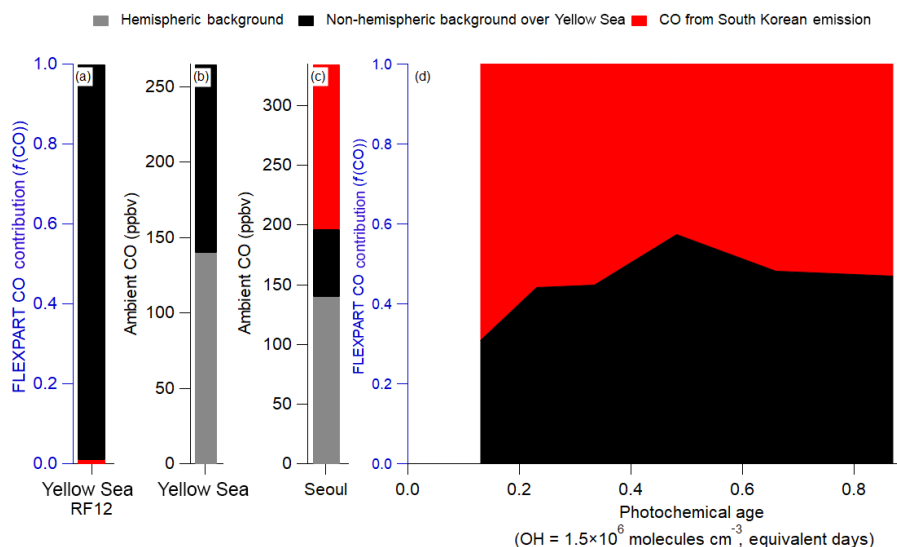 Hemispheric background Non-hemispheric background over Yellow Sea CO from South Korean emission
FLEXPART CO contribution (f(CO))
1.0
0.8
0.6
0.4
0.2
0.0
(a)
Yellow Sea
RF12
Ambient CO (ppbv)
250
200
150
100
50
0
(b)
Yellow Sea
Ambient CO (ppbv)
300
250
200
150
100
50
0
(c)
Seoul
FLEXPART CO contribution (f(CO))
1.0
0.8
0.6
0.4
0.2
0.0
(d)
0.0 0.2 0.4 0.6 0.8
Photochemical age
(OH = 1.5×10⁶ molecules cm⁻³, equivalent days)